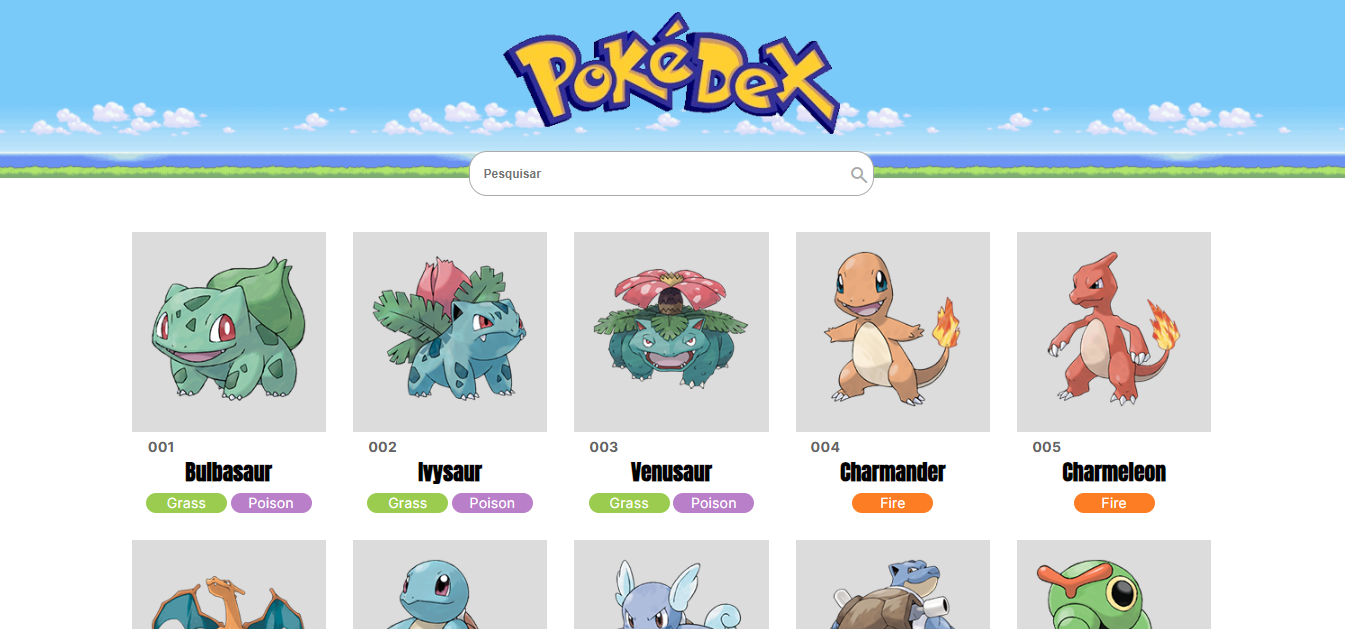 PoKéDeX
Pesquisar
001 002 003 004 005
Bulbasaur Ivysaur Venusaur Charmander Charmeleon
Grass Poison Grass Poison Grass Poison Fire Fire